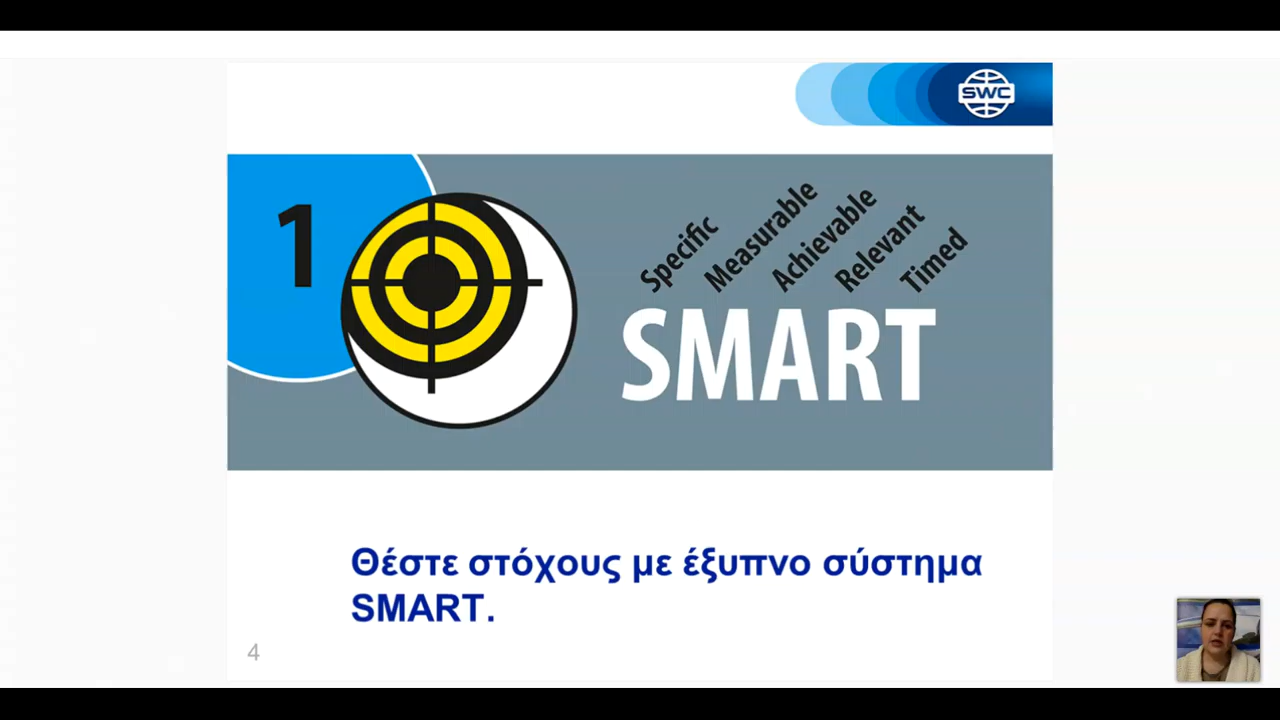 SWC
1
Specific
Measurable
Achievable
Relevant
Timed
SMART
Θέστε στόχους με έξυπνο σύστημα
SMART.
4